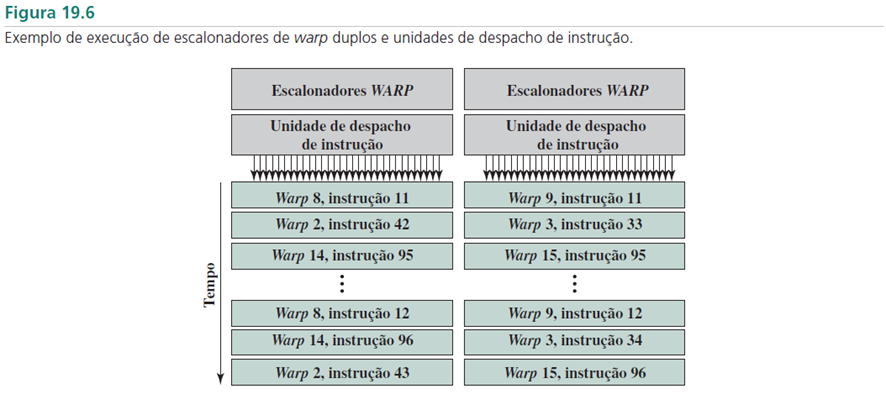 Figura 19.6
Exemplo de execução de escalonadores de warp duplos e unidades de despacho de instrução.
Escalonadores WARP
Escalonadores WARP
Unidade de despacho
de instrução
Unidade de despacho
de instrução
Tempo
Warp 8, instrução 11
Warp 9, instrução 11
Warp 2, instrução 42
Warp 3, instrução 33
Warp 14, instrução 95
Warp 15, instrução 95
Warp 8, instrução 12
Warp 9, instrução 12
Warp 14, instrução 96
Warp 3, instrução 34
Warp 2, instrução 43
Warp 15, instrução 96